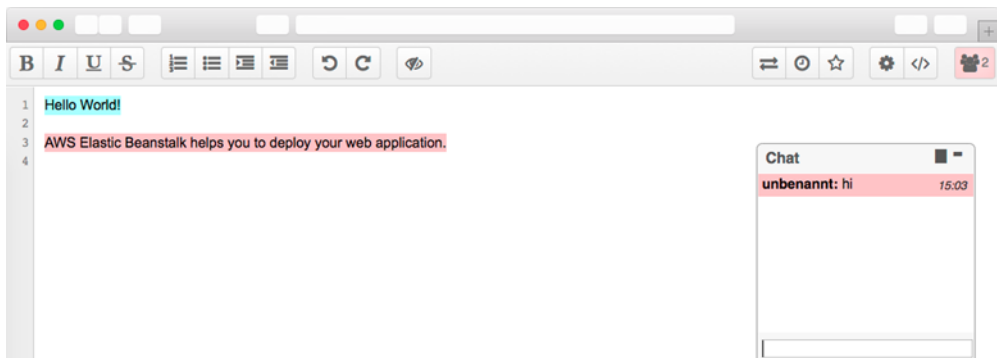 B I U S 2
1 Hello World!
2
3 AWS Elastic Beanstalk helps you to deploy your web application.
4
Chat
unbenannt: hi 15:03